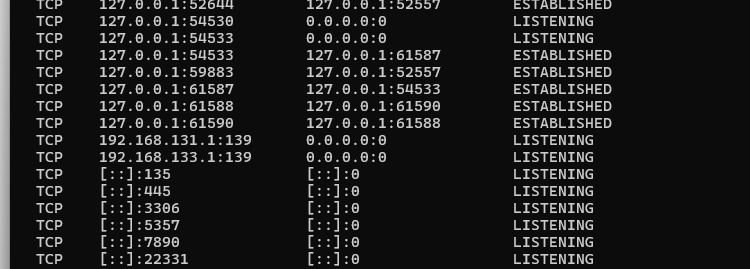 TCP 127.0.0.1:52644 127.0.0.1:52557 ESTABLISHED
TCP 127.0.0.1:54530 0.0.0.0:0 LISTENING
TCP 127.0.0.1:54533 0.0.0.0:0 LISTENING
TCP 127.0.0.1:54533 127.0.0.1:61587 ESTABLISHED
TCP 127.0.0.1:59883 127.0.0.1:52557 ESTABLISHED
TCP 127.0.0.1:61587 127.0.0.1:54533 ESTABLISHED
TCP 127.0.0.1:61588 127.0.0.1:61590 ESTABLISHED
TCP 127.0.0.1:61590 127.0.0.1:61588 ESTABLISHED
TCP 192.168.131.1:139 0.0.0.0:0 LISTENING
TCP 192.168.133.1:139 0.0.0.0:0 LISTENING
TCP [::]:135 [::]:0 LISTENING
TCP [::]:445 [::]:0 LISTENING
TCP [::]:3306 [::]:0 LISTENING
TCP [::]:5357 [::]:0 LISTENING
TCP [::]:7890 [::]:0 LISTENING
TCP [::]:22331 [::]:0 LISTENING